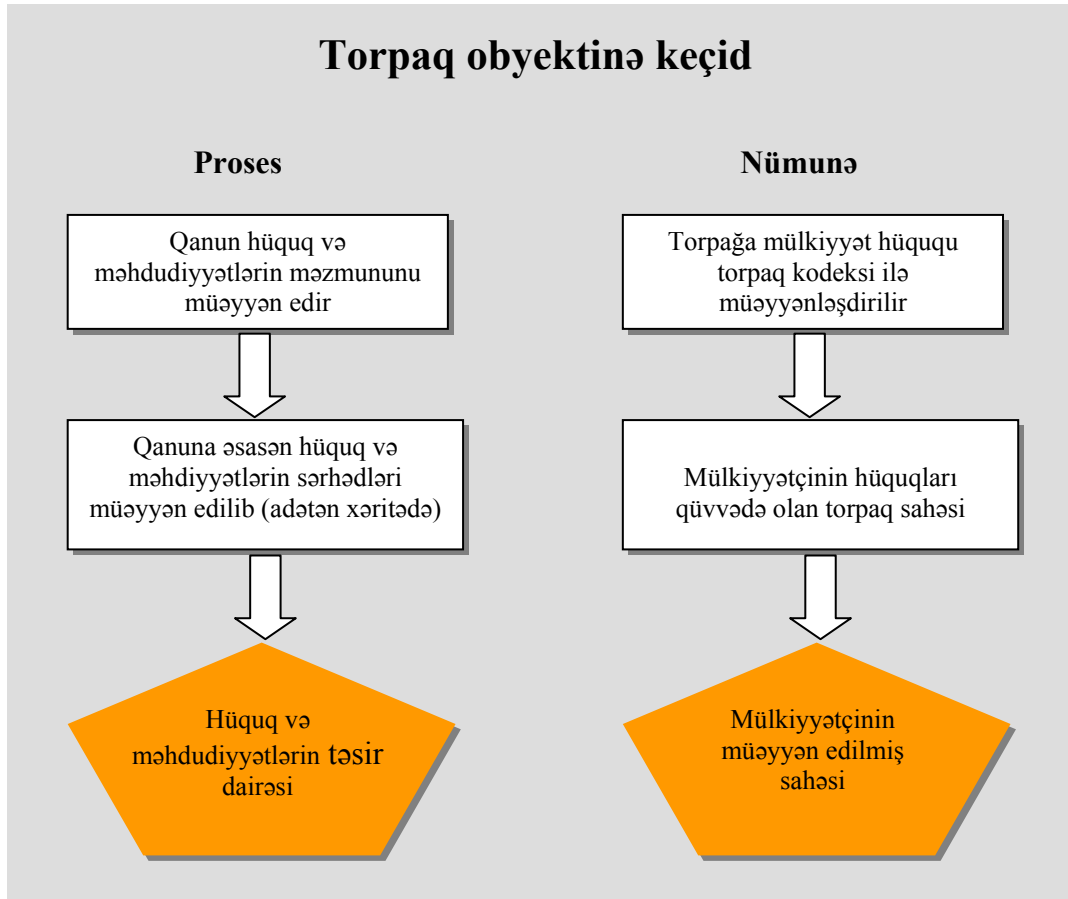 Torpaq obyektinə keçid
Proses
Qanun hüquq və
məhdudiyyətlərin məzmununu
müəyyən edir
Qanuna əsasən hüquq və
məhdiyyətlərin sərhədləri
müəyyən edilib (adətən xəritədə)
Hüquq və
məhdudiyyətlərin təsir
dairəsi
Nümunə
Torpağa mülkiyyət hüququ
torpaq kodeksi ilə
müəyyənləşdirilir
Mülkiyyətçinin hüquqları
qüvvədə olan torpaq sahəsi
Mülkiyyətçinin
müəyyən edilmiş
sahəsi